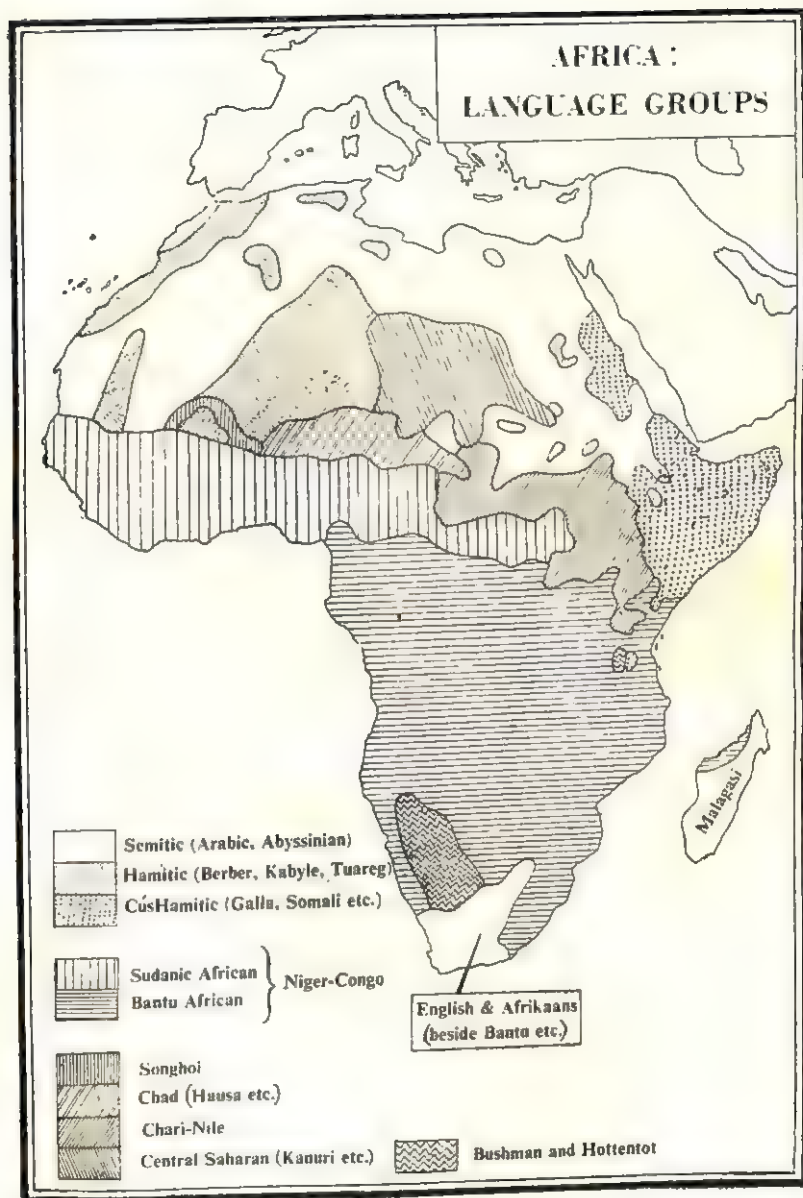 AFRICA:
LANGUAGE GROUPS
Malagasi
Semitic (Arabic, Abyssinian)
Hamitic (Berber, Kabyle, Tuareg)
CúsHamitic (Galla, Somali etc.)
Sudanic African
Bantu African
Niger-Congo
English & Afrikaans
(beside Bantu etc.)
Songhoi
Chad (Hausa etc.)
Chari-Nile
Central Saharan (Kanuri etc.)
Bushman and Hottentot